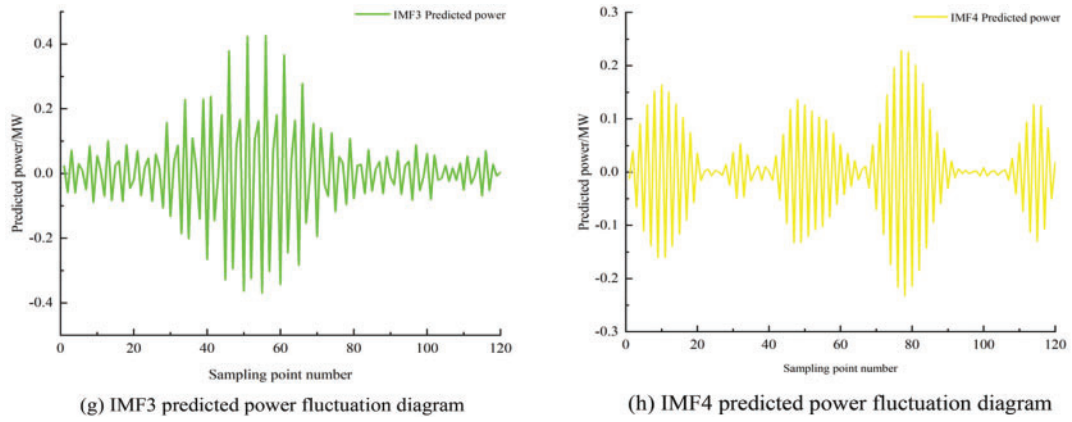 IMF3 Predicted power
0.4
0.2
0.0
-0.2
-0.4
Predicted power/MW
0 20 40 60 80 100 120
Sampling point number
(g) IMF3 predicted power fluctuation diagram
IMF4 Predicted power
0.3
0.2
0.1
0.0
-0.1
-0.2
-0.3
Predicted power/MW
0 20 40 60 80 100 120
Sampling point number
(h) IMF4 predicted power fluctuation diagram